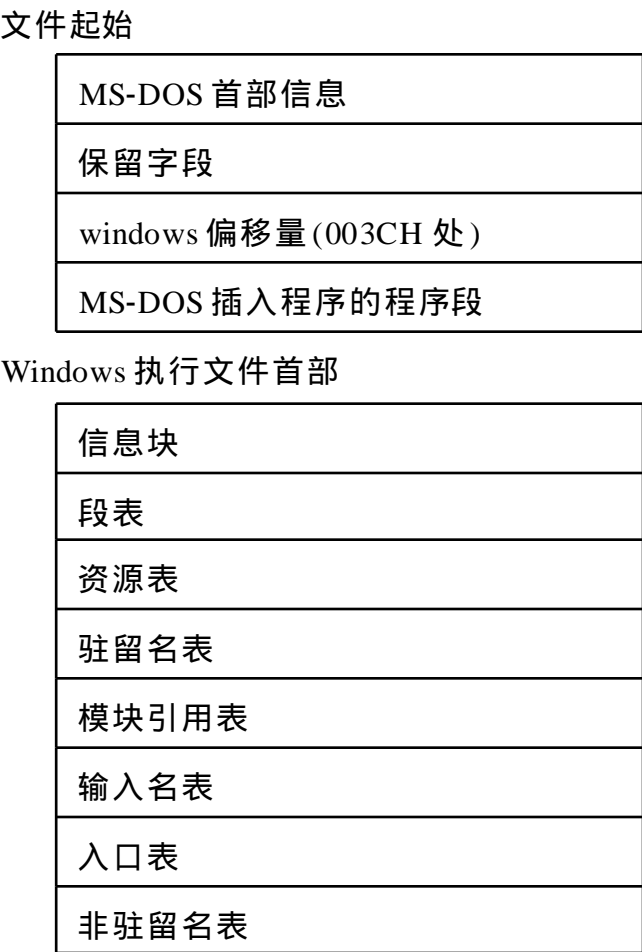 文件起始
MS-DOS 首部信息
保留字段
windows 偏移量(003CH 处)
MS-DOS 插入程序的程序段
Windows 执行文件首部
信息块
段表
资源表
驻留名表
模块引用表
输入名表
入口表
非驻留名表